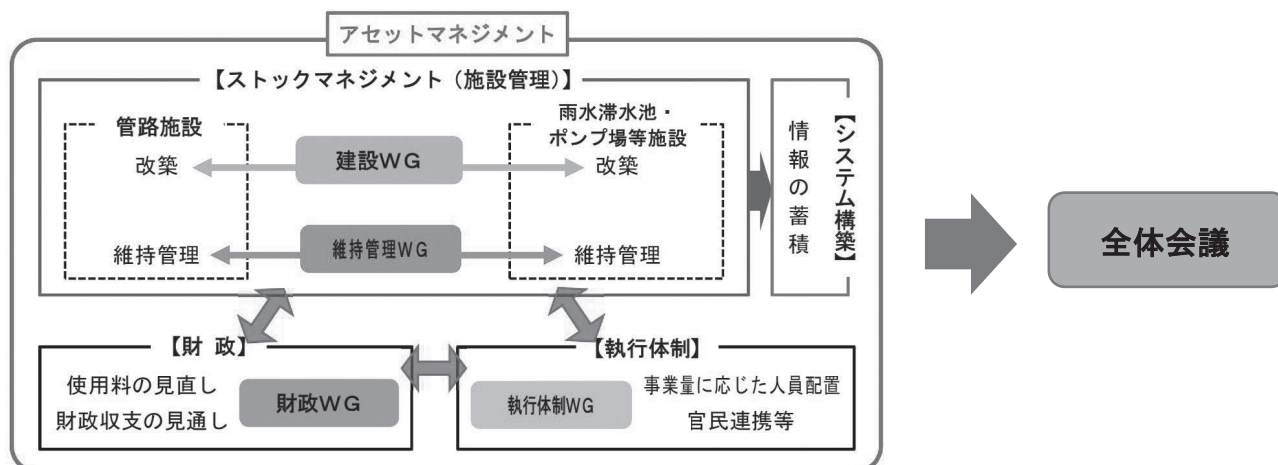 アセットマネジメント
【ストックマネジメント（施設管理）】
管路施設
改築
維持管理
建設WG
維持管理WG
雨水滞水池・
ポンプ場等施設
改築
維持管理
【システム構築】
情報の蓄積
【財 政】
使用料の見直し
財政収支の見通し
財政WG
【執行体制】
執行体制WG
事業量に応じた人員配置
官民連携等
全体会議